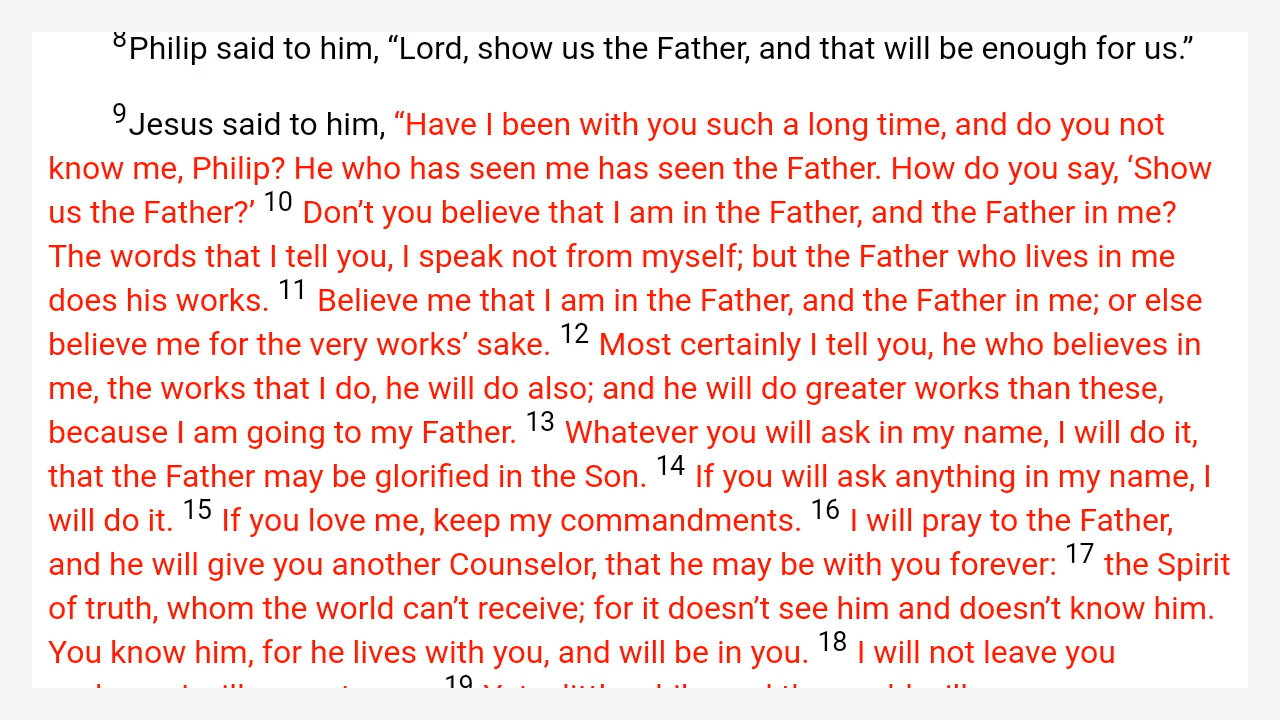 8 Philip said to him, “Lord, show us the Father, and that will be enough for us.”
9 Jesus said to him, “Have I been with you such a long time, and do you not
know me, Philip? He who has seen me has seen the Father. How do you say, ‘Show
us the Father?’ 10 Don’t you believe that I am in the Father, and the Father in me?
The words that I tell you, I speak not from myself; but the Father who lives in me
does his works. 11 Believe me that I am in the Father, and the Father in me; or else
believe me for the very works’ sake. 12 Most certainly I tell you, he who believes in
me, the works that I do, he will do also; and he will do greater works than these,
because I am going to my Father. 13 Whatever you will ask in my name, I will do it,
that the Father may be glorified in the Son. 14 If you will ask anything in my name, I
will do it. 15 If you love me, keep my commandments. 16 I will pray to the Father,
and he will give you another Counselor, that he may be with you forever: 17 the Spirit
of truth, whom the world can’t receive; for it doesn’t see him and doesn’t know him.
You know him, for he lives with you, and will be in you. 18 I will not leave you
19